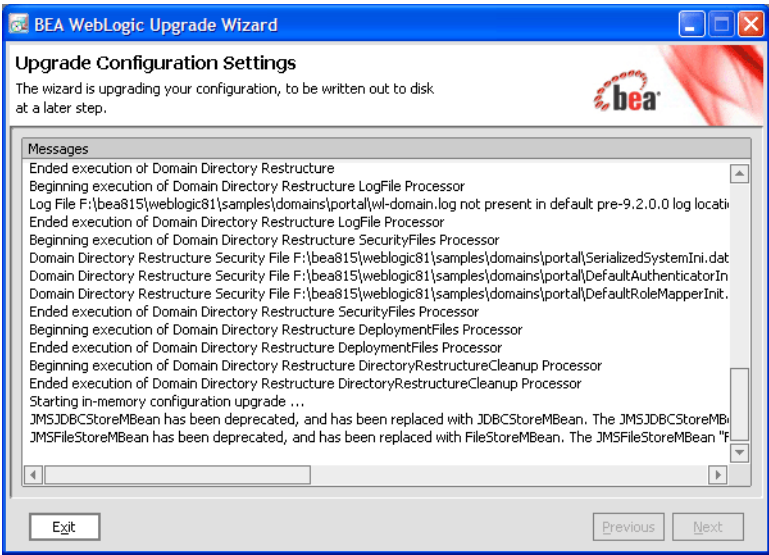 BEA WebLogic Upgrade Wizard
Upgrade Configuration Settings
The wizard is upgrading your configuration, to be written out to disk
at a later step.
bea
Messages
Ended execution of Domain Directory Restructure
Beginning execution of Domain Directory Restructure LogFile Processor
Log File F:\bea815\weblogic81\samples\domains\portal\wl-domain.log not present in default pre-9.2.0.0 log locati
Ended execution of Domain Directory Restructure LogFile Processor
Beginning execution of Domain Directory Restructure SecurityFiles Processor
Domain Directory Restructure Security File F:\bea815\weblogic81\samples\domains\portal\SerializedSystemIni.dat
Domain Directory Restructure Security File F:\bea815\weblogic81\samples\domains\portal\DefaultAuthenticatorIn
Domain Directory Restructure Security File F:\bea815\weblogic81\samples\domains\portal\DefaultRoleMapperInit.
Ended execution of Domain Directory Restructure SecurityFiles Processor
Beginning execution of Domain Directory Restructure DeploymentFiles Processor
Ended execution of Domain Directory Restructure DeploymentFiles Processor
Beginning execution of Domain Directory Restructure DirectoryRestructureCleanup Processor
Ended execution of Domain Directory Restructure DirectoryRestructureCleanup Processor
Starting in-memory configuration upgrade ...
JMSJDBCStoreMBean has been deprecated, and has been replaced with JDBCStoreMBean. The JMSJDBCStoreMB
JMSFileStoreMBean has been deprecated, and has been replaced with FileStoreMBean. The JMSFileStoreMBean "F
Exit
Previous
Next